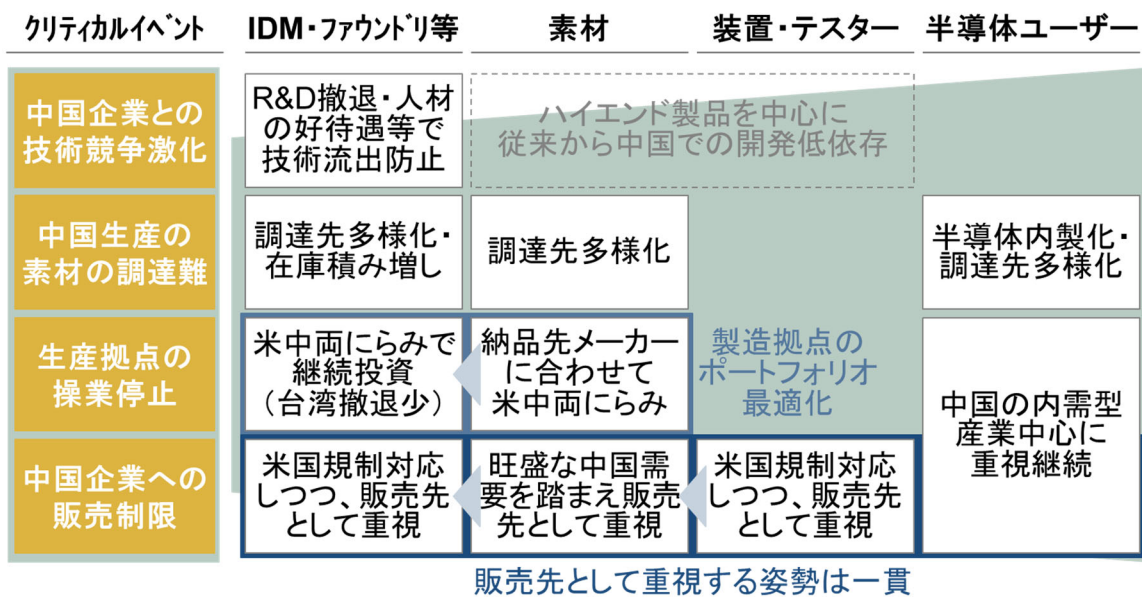 クリティカルイベント
IDM・ファウンドリ等
素材
装置・テスター
半導体ユーザー
中国企業との
技術競争激化
R&D撤退・人材
の好待遇等で
技術流出防止
ハイエンド製品を中心に
従来から中国での開発低依存
中国生産の
素材の調達難
調達先多様化・
在庫積み増し
調達先多様化
半導体内製化・
調達先多様化
生産拠点の
操業停止
米中両にらみで
継続投資
(台湾撤退少)
納品先メーカー
に合わせて
米中両にらみ
製造拠点の
ポートフォリオ
最適化
中国の内需型
産業中心に
重視継続
中国企業への
販売制限
米国規制対応
しつつ、販売先
として重視
旺盛な中国需
要を踏まえ販売
先として重視
米国規制対応
しつつ、販売先
として重視
販売先として重視する姿勢は一貫